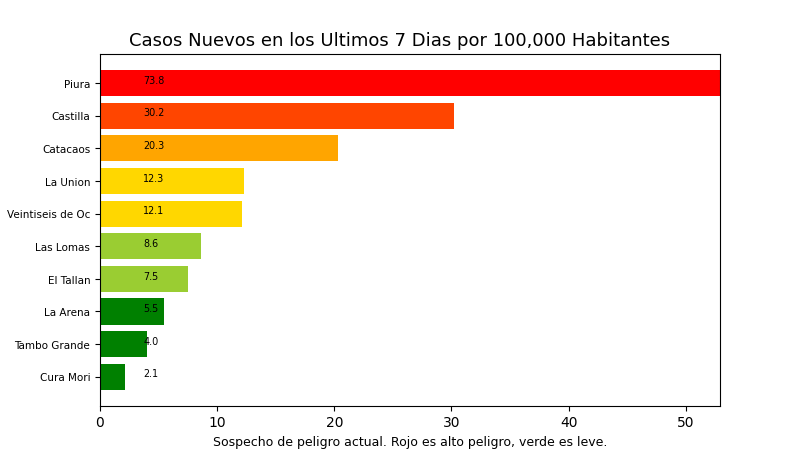 Casos Nuevos en los Ultimos 7 Dias por 100,000 Habitantes
Piura 73.8
Castilla 30.2
Catacaos 20.3
La Union 12.3
Veintiseis de Oc 12.1
Las Lomas 8.6
El Tallan 7.5
La Arena 5.5
Tambo Grande 4.0
Cura Mori 2.1
0 10 20 30 40 50
Sospecho de peligro actual. Rojo es alto peligro, verde es leve.